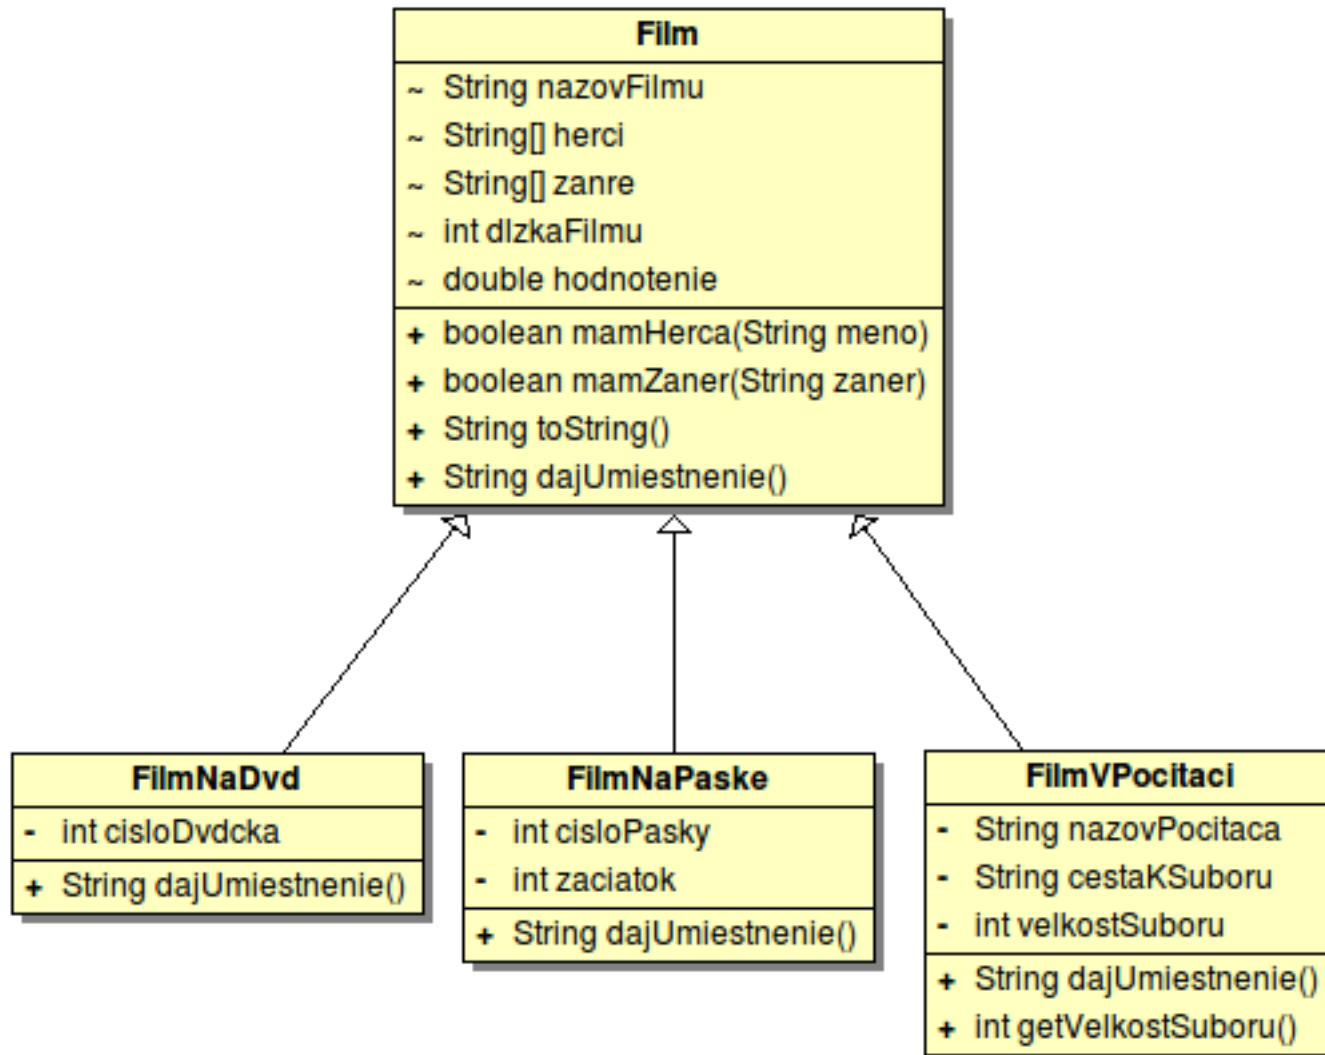 Film
~ String nazovFilmu
~ String[] herci
~ String[] zanre
~ int dlzkaFilmu
~ double hodnotenie
+ boolean mamHerca(String meno)
+ boolean mamZaner(String zaner)
+ String toString()
+ String dajUmiestnenie()
FilmNaDvd
- int cisloDvdcka
+ String dajUmiestnenie()
FilmNaPaske
- int cisloPasky
- int zaciatok
+ String dajUmiestnenie()
FilmVPocitaci
- String nazovPocitaca
- String cestaKSuboru
- int velkostSuboru
+ String dajUmiestnenie()
+ int getVelkostSuboru()